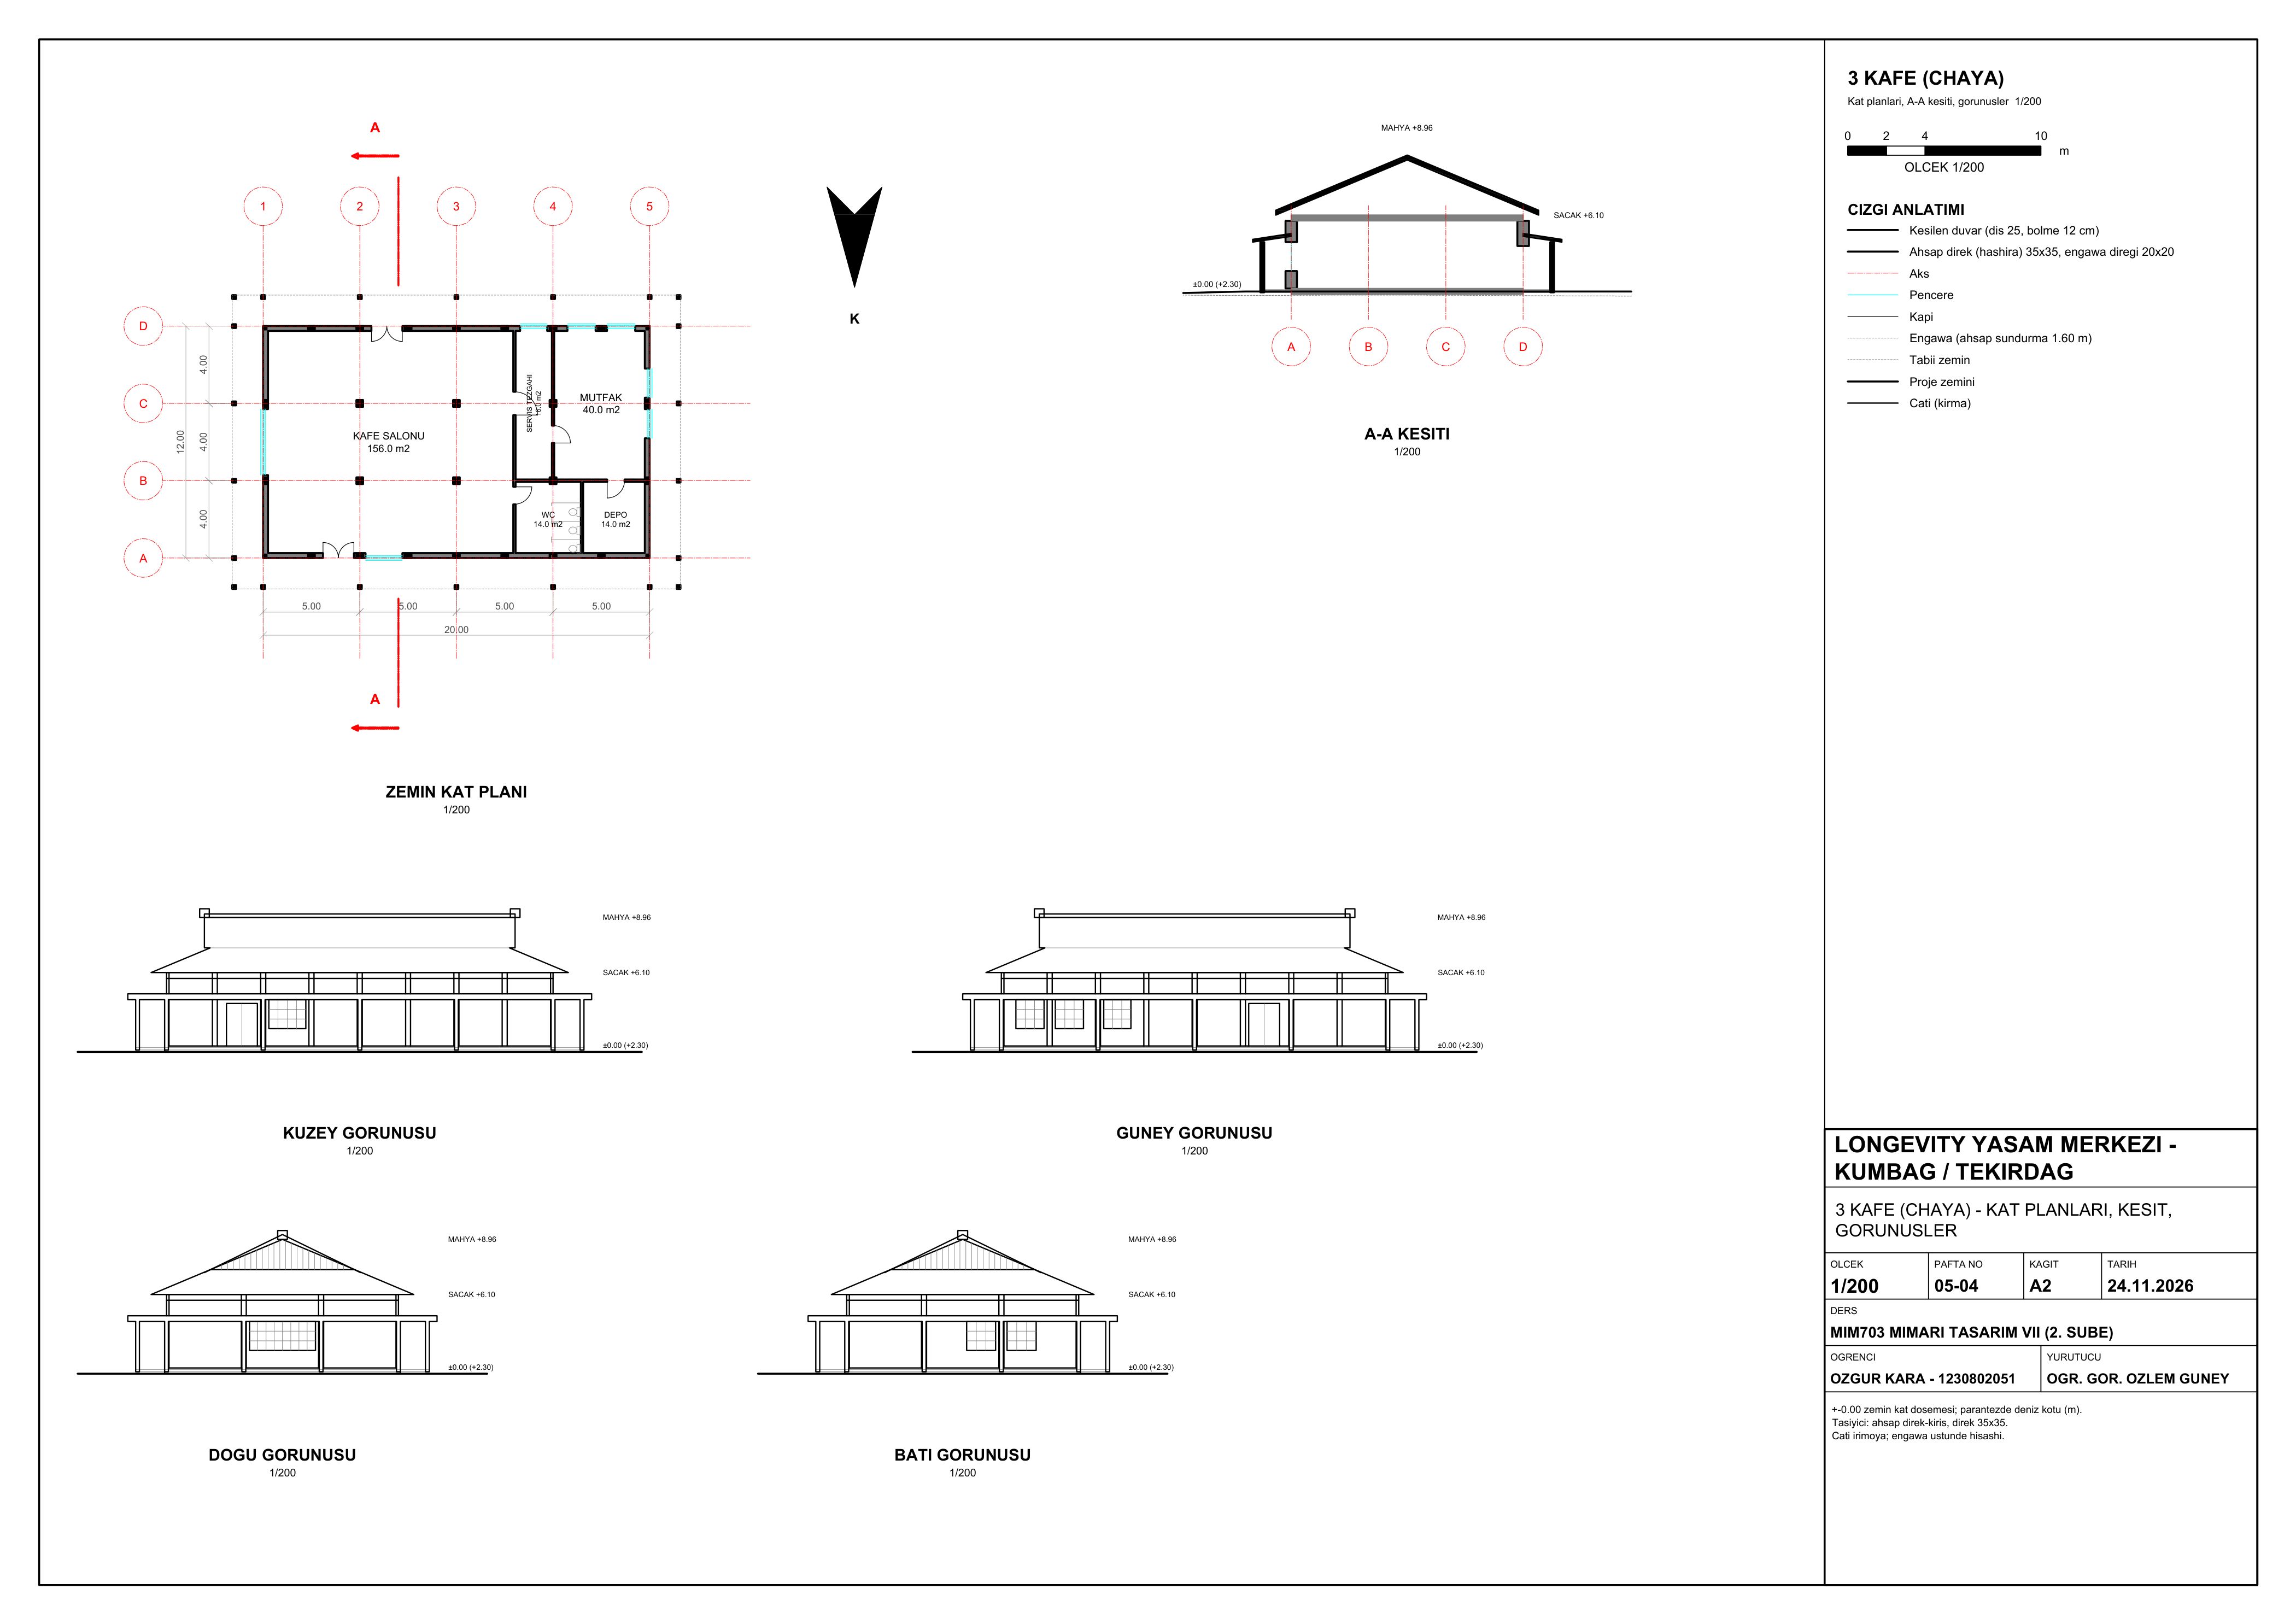 A
1
2
3
4
5
D
C
B
A
4.00
4.00
4.00
12.00
KAFE SALONU
156.0 m2
SERVIS TEZGAHI
16.0 m2
MUTFAK
40.0 m2
WC
14.0 m2
DEPO
14.0 m2
5.00
5.00
5.00
5.00
20.00
A
K
ZEMIN KAT PLANI
1/200
MAHYA +8.96
SACAK +6.10
±0.00 (+2.30)
A
B
C
D
A-A KESITI
1/200
MAHYA +8.96
SACAK +6.10
±0.00 (+2.30)
KUZEY GORUNUSU
1/200
MAHYA +8.96
SACAK +6.10
±0.00 (+2.30)
GUNEY GORUNUSU
1/200
MAHYA +8.96
SACAK +6.10
±0.00 (+2.30)
DOGU GORUNUSU
1/200
MAHYA +8.96
SACAK +6.10
±0.00 (+2.30)
BATI GORUNUSU
1/200
3 KAFE (CHAYA)
Kat planlari, A-A kesiti, gorunusler 1/200
0 2 4 10
m
OLCEK 1/200
CIZGI ANLATIMI
Kesilen duvar (dis 25, bolme 12 cm)
Ahsap direk (hashira) 35x35, engawa diregi 20x20
Aks
Pencere
Kapi
Engawa (ahsap sundurma 1.60 m)
Tabii zemin
Proje zemini
Cati (kirma)
LONGEVITY YASAM MERKEZI -
KUMBAG / TEKIRDAG
3 KAFE (CHAYA) - KAT PLANLARI, KESIT,
GORUNUSLER
OLCEK PAFTA NO KAGIT TARIH
1/200 05-04 A2 24.11.2026
DERS
MIM703 MIMARI TASARIM VII (2. SUBE)
OGRENCI YURUTUCU
OZGUR KARA - 1230802051 OGR. GOR. OZLEM GUNEY
+-0.00 zemin kat dosemesi; parantezde deniz kotu (m).
Tasiyici: ahsap direk-kiris, direk 35x35.
Cati irimoya; engawa ustunde hisashi.